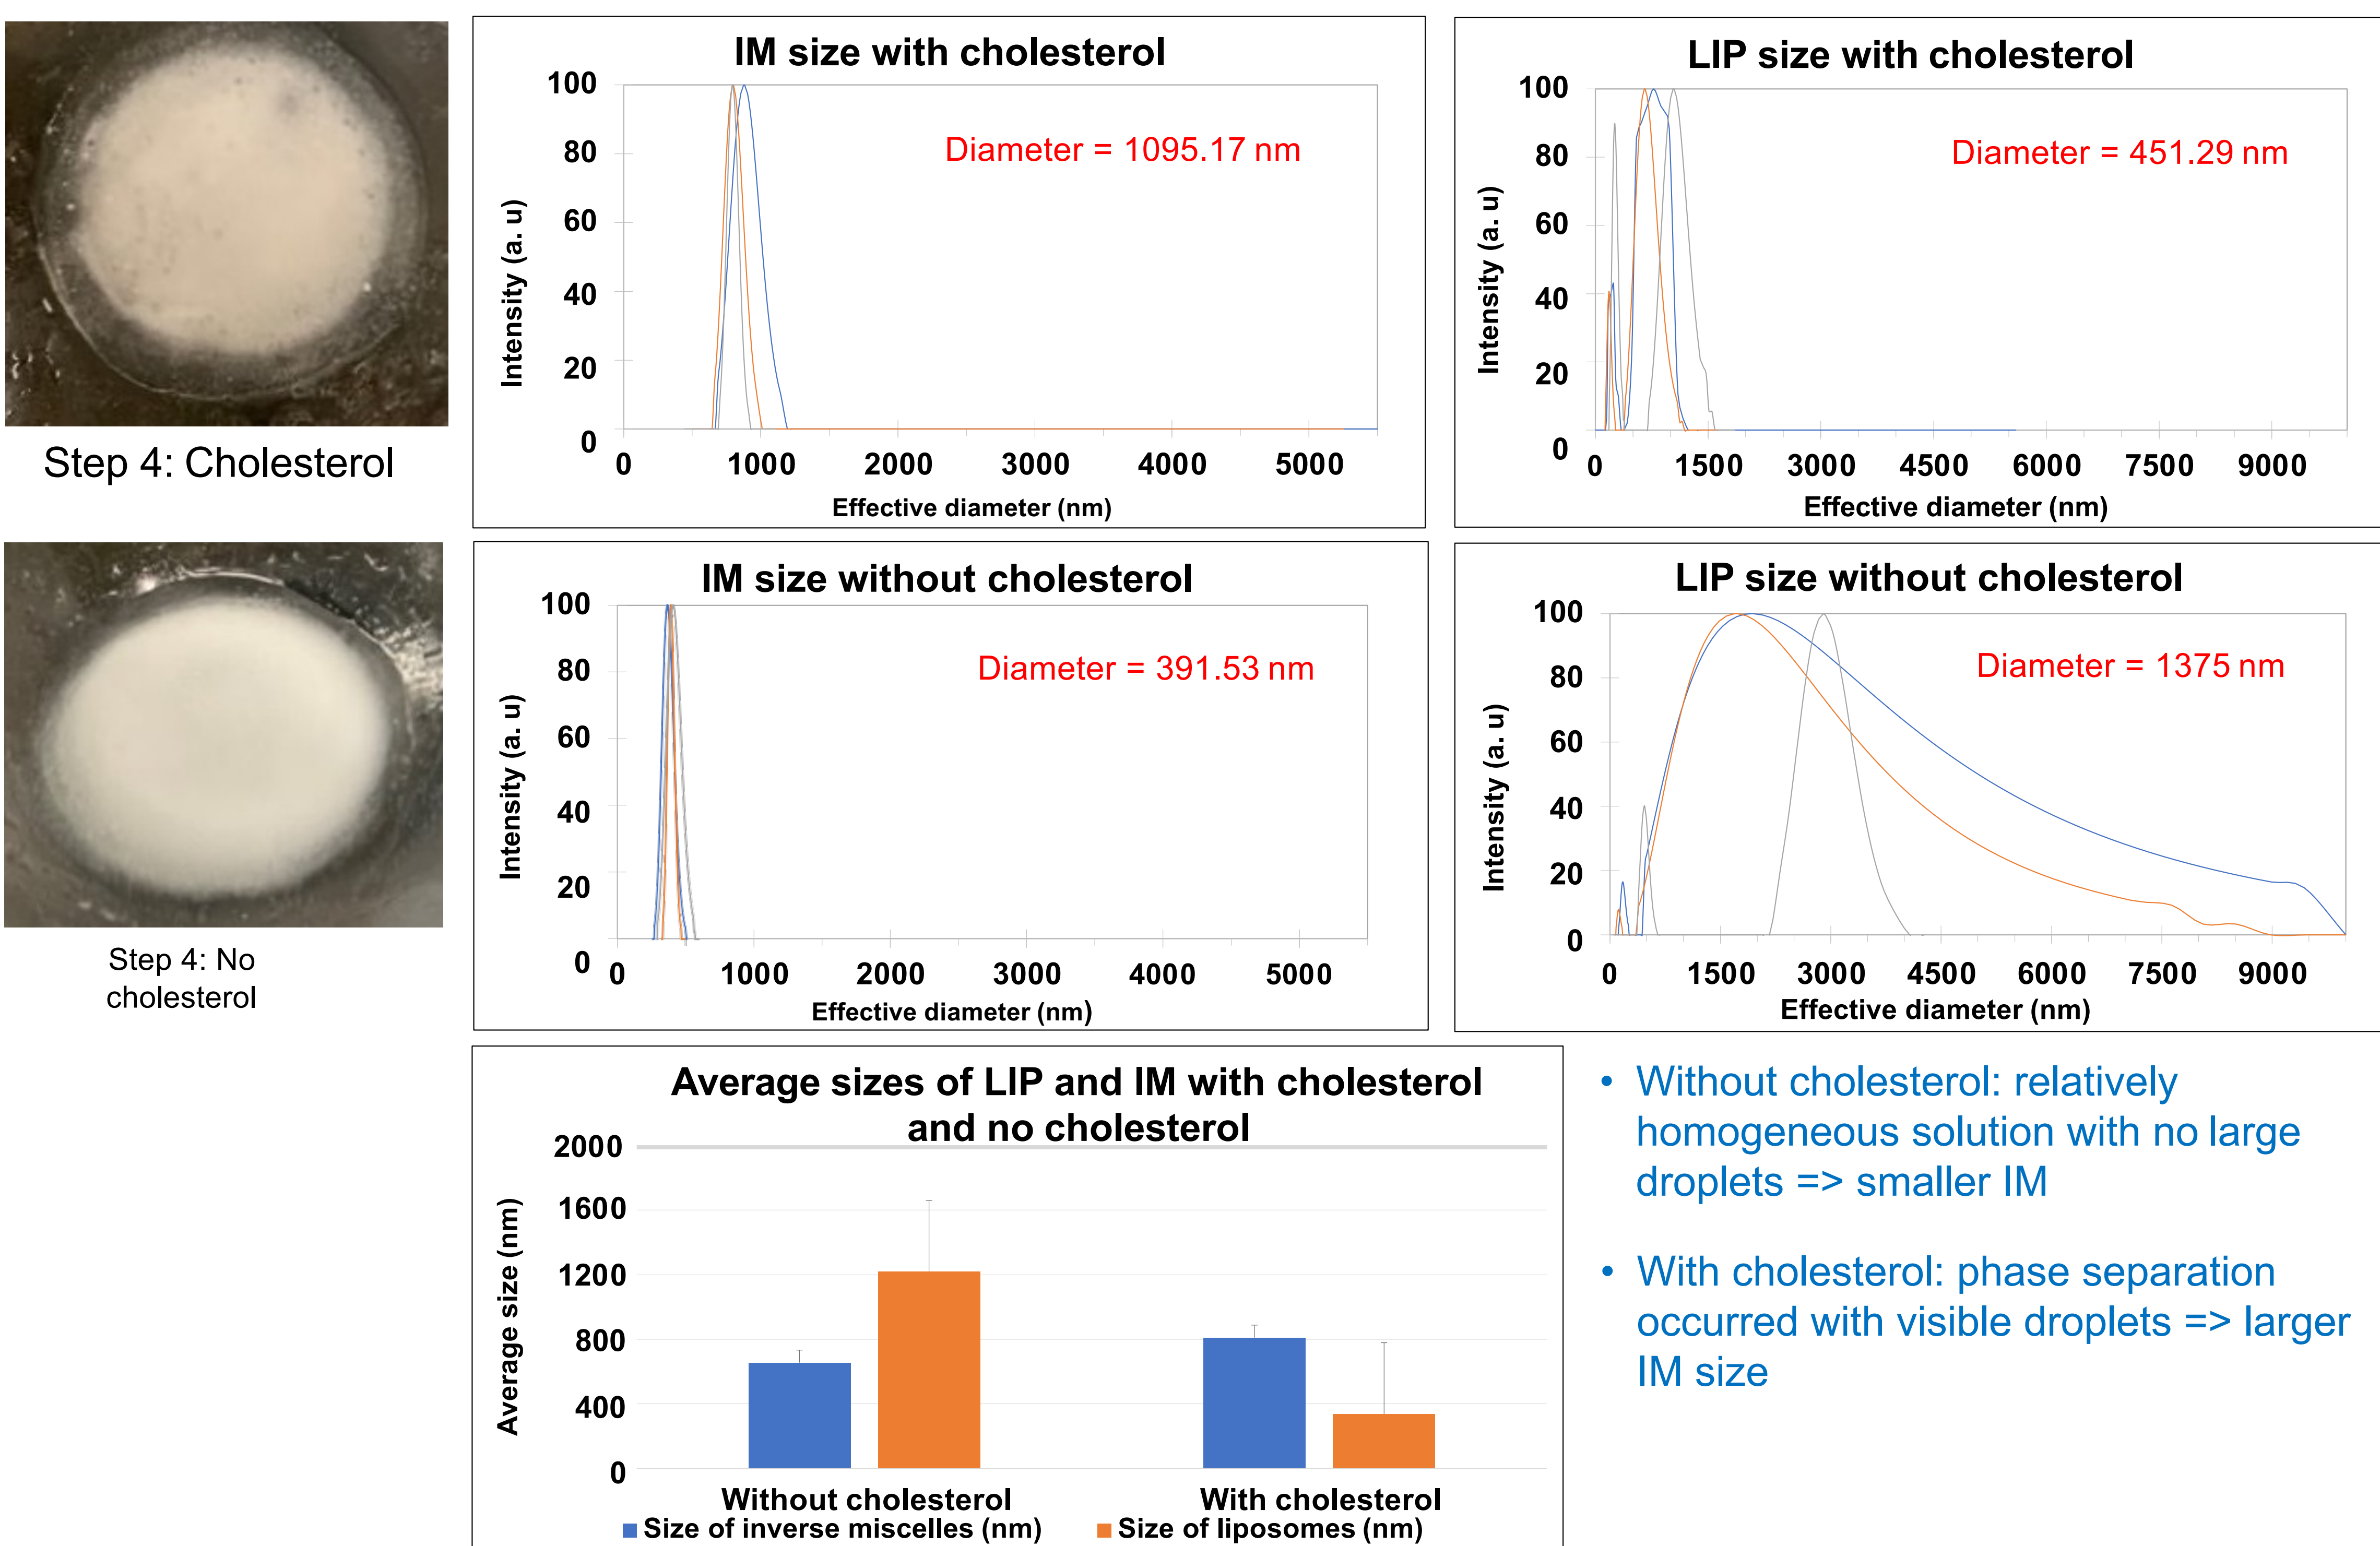 IM size with cholesterol
100
80
60
40
20
0
Intensity (a. u)
Diameter = 1095.17 nm
0 1000 2000 3000 4000 5000
Effective diameter (nm)
LIP size with cholesterol
100
80
60
40
20
0
Intensity (a. u)
Diameter = 451.29 nm
0 1500 3000 4500 6000 7500 9000
Effective diameter (nm)
Step 4: Cholesterol
IM size without cholesterol
100
80
60
40
20
0
Intensity (a. u)
Diameter = 391.53 nm
0 1000 2000 3000 4000 5000
Effective diameter (nm)
LIP size without cholesterol
100
80
60
40
20
0
Intensity (a. u)
Diameter = 1375 nm
0 1500 3000 4500 6000 7500 9000
Effective diameter (nm)
Step 4: No
cholesterol
Average sizes of LIP and IM with cholesterol
and no cholesterol
2000
1600
1200
800
400
0
Average size (nm)
Without cholesterol With cholesterol
Size of inverse miscelles (nm) Size of liposomes (nm)
• Without cholesterol: relatively
homogeneous solution with no large
droplets => smaller IM
• With cholesterol: phase separation
occurred with visible droplets => larger
IM size